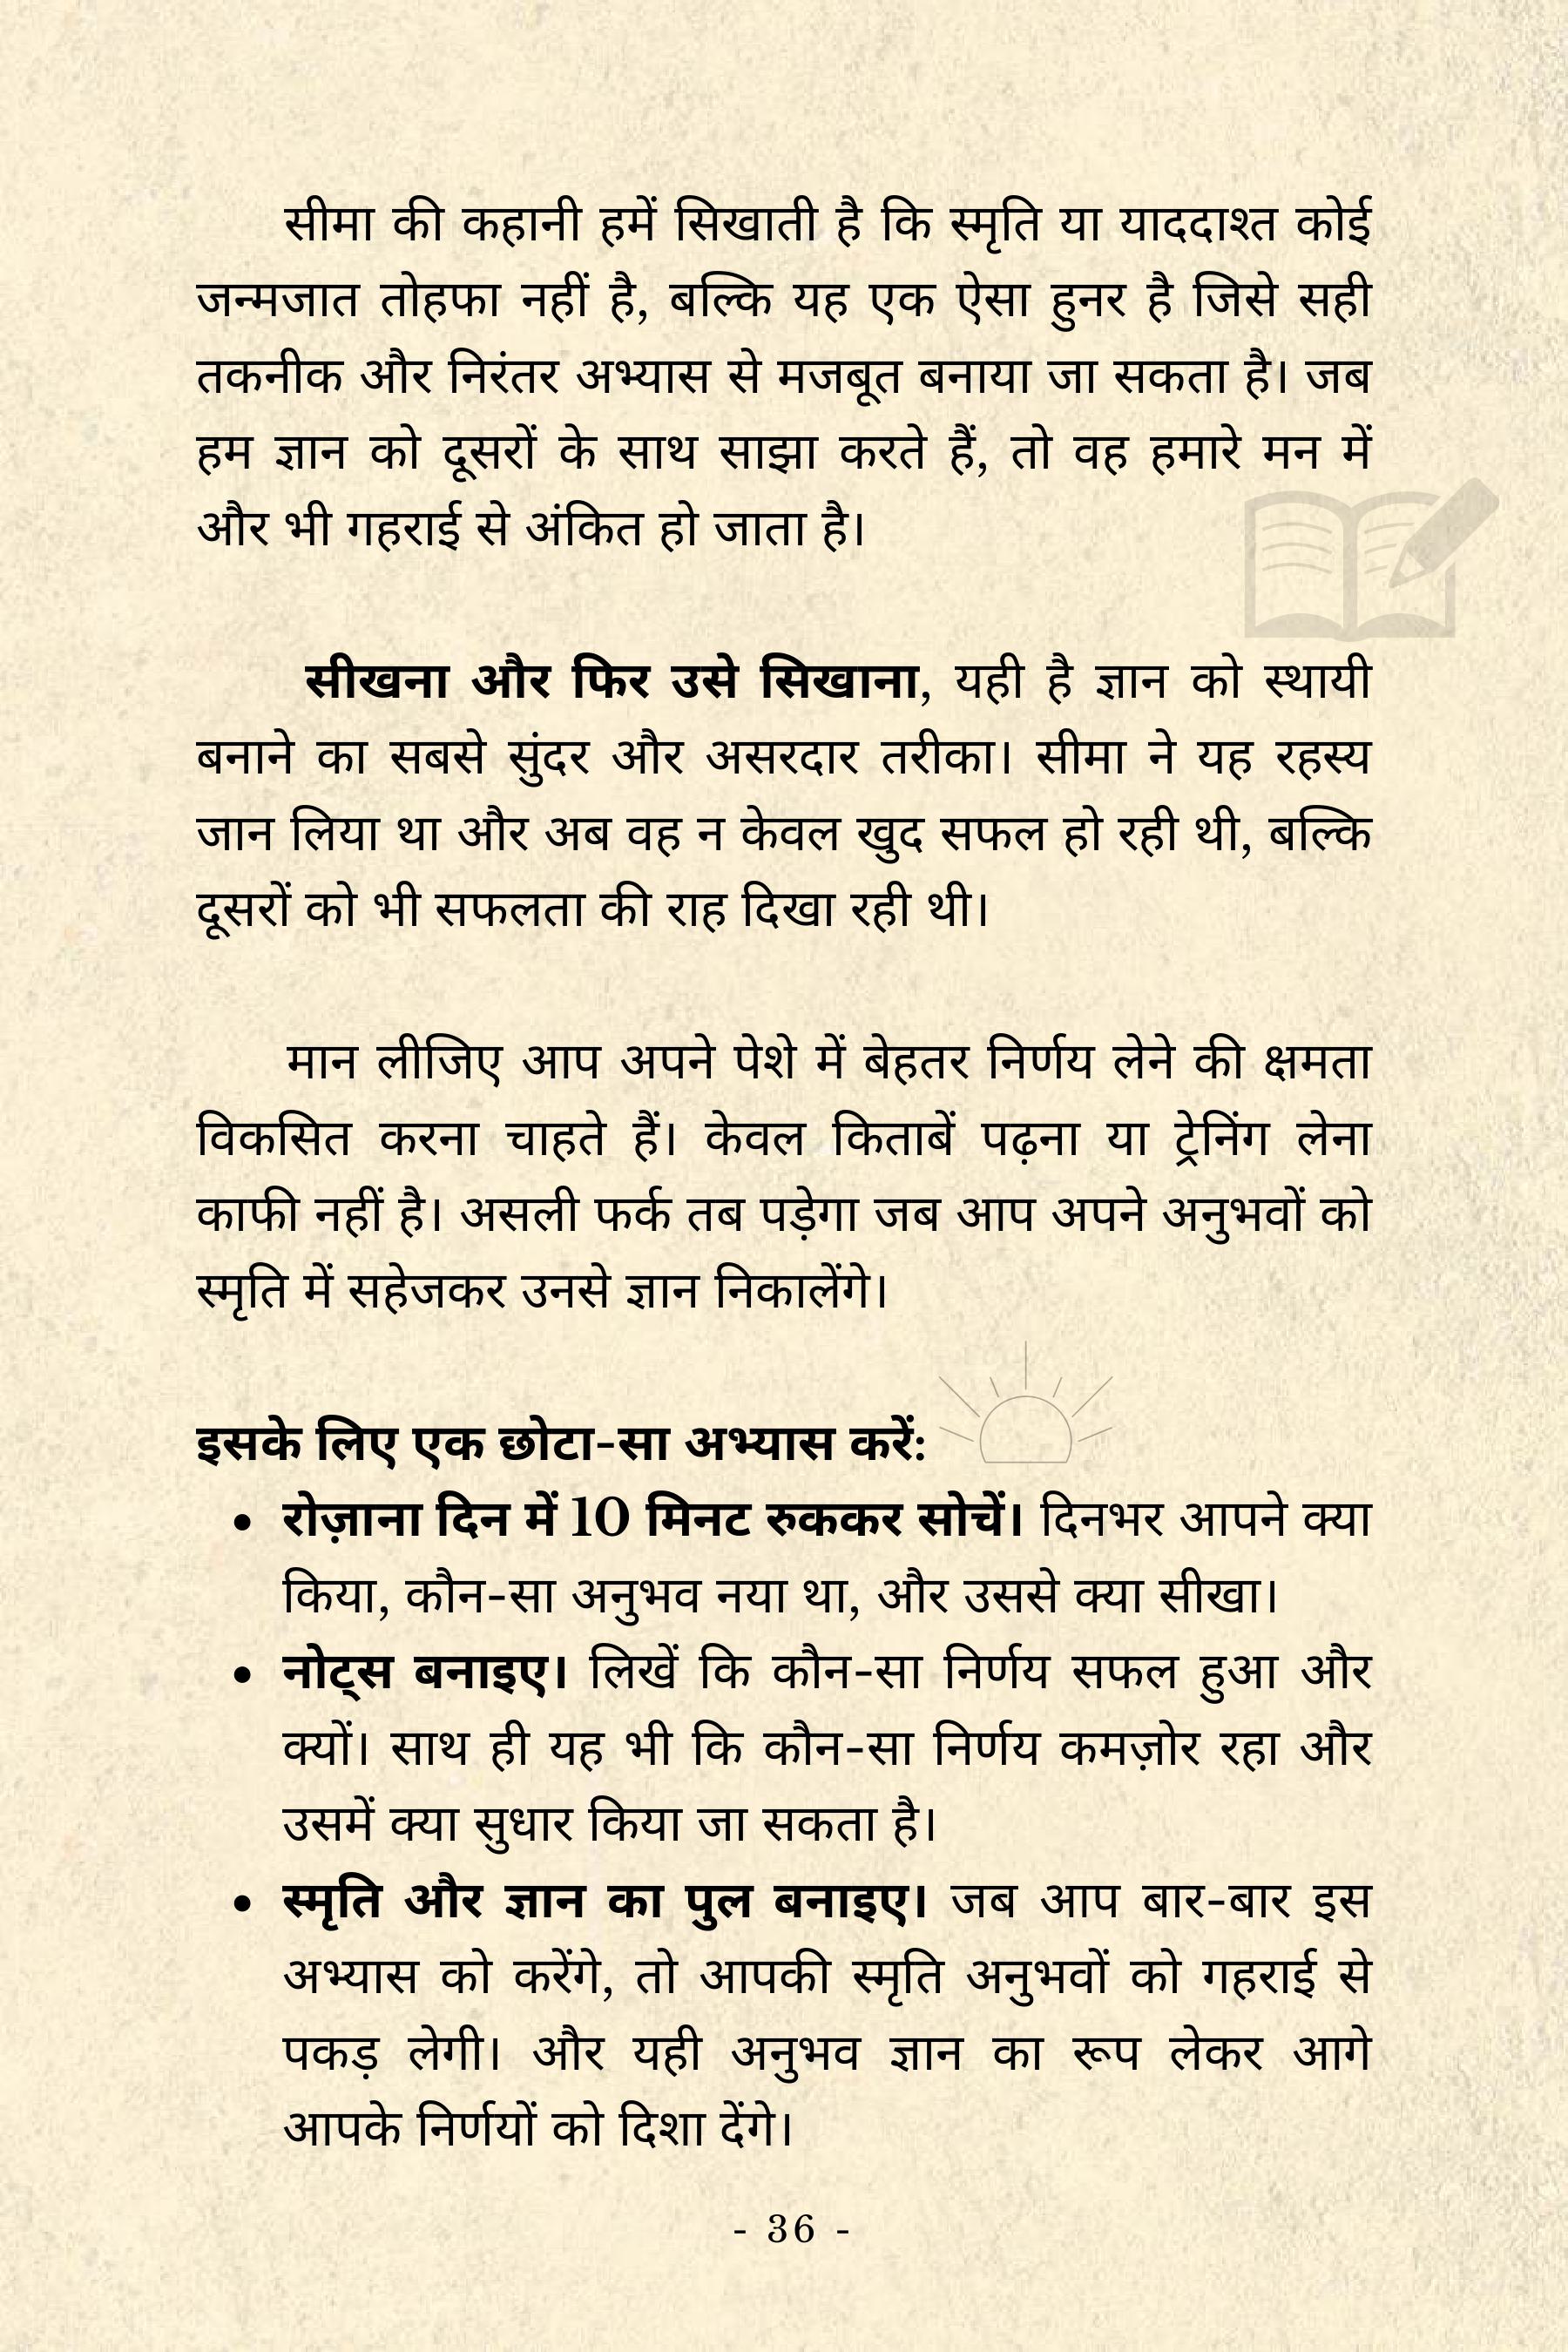 सीमा की कहानी हमें सिखाती है कि स्मृति या याददाश्त कोई
जन्मजात तोहफा नहीं है, बल्कि यह एक ऐसा हुनर है जिसे सही
तकनीक और निरंतर अभ्यास से मजबूत बनाया जा सकता है। जब
हम ज्ञान को दूसरों के साथ साझा करते हैं, तो वह हमारे मन में
और भी गहराई से अंकित हो जाता है।
सीखना और फिर उसे सिखाना, यही है ज्ञान को स्थायी
बनाने का सबसे सुंदर और असरदार तरीका। सीमा ने यह रहस्य
जान लिया था और अब वह न केवल खुद सफल हो रही थी, बल्कि
दूसरों को भी सफलता की राह दिखा रही थी।
मान लीजिए आप अपने पेशे में बेहतर निर्णय लेने की क्षमता
विकसित करना चाहते हैं। केवल किताबें पढ़ना या ट्रेनिंग लेना
काफी नहीं है। असली फर्क तब पड़ेगा जब आप अपने अनुभवों को
स्मृति में सहेजकर उनसे ज्ञान निकालेंगे।
इसके लिए एक छोटा-सा अभ्यास करें:
• रोज़ाना दिन में 10 मिनट रुककर सोचें। दिनभर आपने क्या
किया, कौन-सा अनुभव नया था, और उससे क्या सीखा।
• नोट्स बनाइए। लिखें कि कौन-सा निर्णय सफल हुआ और
क्यों। साथ ही यह भी कि कौन-सा निर्णय कमज़ोर रहा और
उसमें क्या सुधार किया जा सकता है।
• स्मृति और ज्ञान का पुल बनाइए। जब आप बार-बार इस
अभ्यास को करेंगे, तो आपकी स्मृति अनुभवों को गहराई से
पकड़ लेगी। और यही अनुभव ज्ञान का रूप लेकर आगे
आपके निर्णयों को दिशा देंगे।
- 36 -